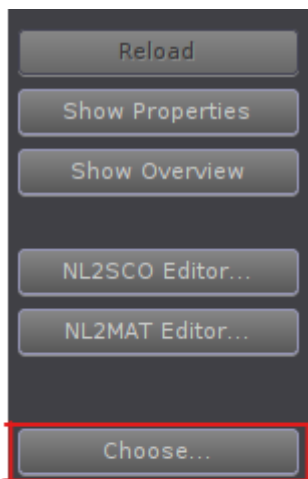 Reload
Show Properties
Show Overview
NL2SCO Editor...
NL2MAT Editor...
Choose...